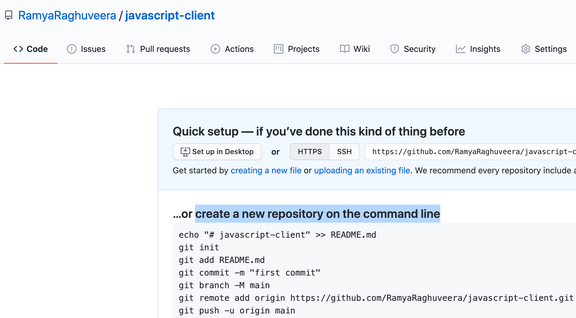 RamyaRaghuveera / javascript-client
Code Issues Pull requests Actions Projects Wiki Security Insights Settings
Quick setup — if you've done this kind of thing before
Set up in Desktop or HTTPS SSH https://github.com/RamyaRaghuveera/javascript-c
Get started by creating a new file or uploading an existing file. We recommend every repository include a
…or create a new repository on the command line
echo "# javascript-client" >> README.md
git init
git add README.md
git commit -m "first commit"
git branch -M main
git remote add origin https://github.com/RamyaRaghuveera/javascript-client.git
git push -u origin main